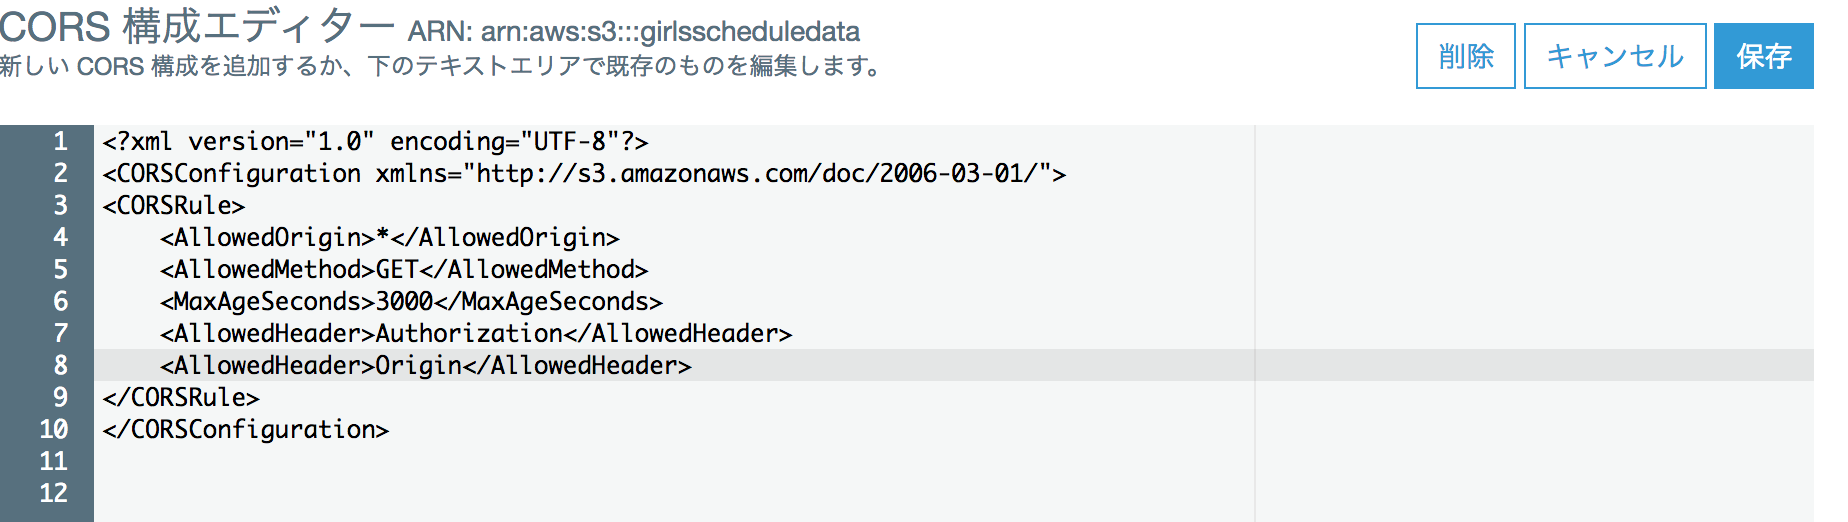 CORS 構成エディター ARN: arn:aws:s3:::girlsscheduledata
新しい CORS 構成を追加するか、下のテキストエリアで既存のものを編集します。
削除 キャンセル 保存
1 <?xml version="1.0" encoding="UTF-8"?>
2 <CORSConfiguration xmlns="http://s3.amazonaws.com/doc/2006-03-01/">
3 <CORSRule>
4     <AllowedOrigin>*</AllowedOrigin>
5     <AllowedMethod>GET</AllowedMethod>
6     <MaxAgeSeconds>3000</MaxAgeSeconds>
7     <AllowedHeader>Authorization</AllowedHeader>
8     <AllowedHeader>Origin</AllowedHeader>
9 </CORSRule>
10 </CORSConfiguration>
11
12